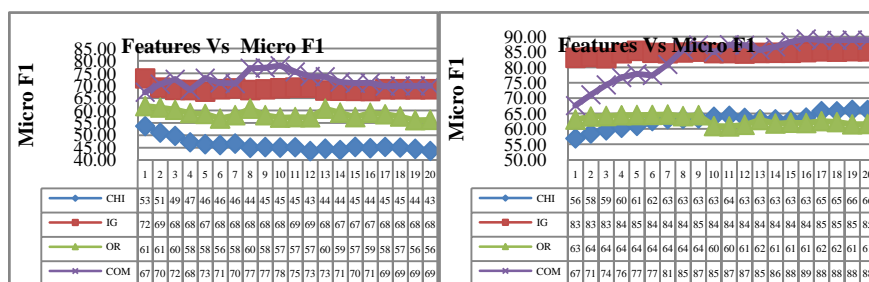 Features Vs Micro F1
Micro F1
85.00
80.00
75.00
70.00
65.00
60.00
55.00
50.00
45.00
40.00
1 2 3 4 5 6 7 8 9 10 11 12 13 14 15 16 17 18 19 20
CHI 53 51 49 47 46 46 46 44 45 45 45 43 44 44 45 44 45 45 44 43
IG 72 69 68 68 67 68 68 68 68 68 69 69 68 67 67 67 68 68 68 68
OR 61 61 60 58 58 56 58 60 58 57 57 57 60 59 57 59 58 57 56 56
COM 67 70 72 68 73 71 70 77 77 78 75 73 73 71 70 71 69 69 69 69
Features Vs Micro F1
Micro F1
90.00
85.00
80.00
75.00
70.00
65.00
60.00
55.00
50.00
1 2 3 4 5 6 7 8 9 10 11 12 13 14 15 16 17 18 19 20
CHI 56 58 59 60 61 62 63 63 63 63 64 63 63 63 63 63 65 65 66 66
IG 83 83 83 84 85 84 84 84 85 84 84 84 84 84 84 84 85 85 85 85
OR 63 64 64 64 64 64 64 64 64 60 60 61 62 61 61 61 62 62 61 6
COM 67 71 74 76 77 77 81 85 87 85 87 87 85 86 88 89 88 88 88 88